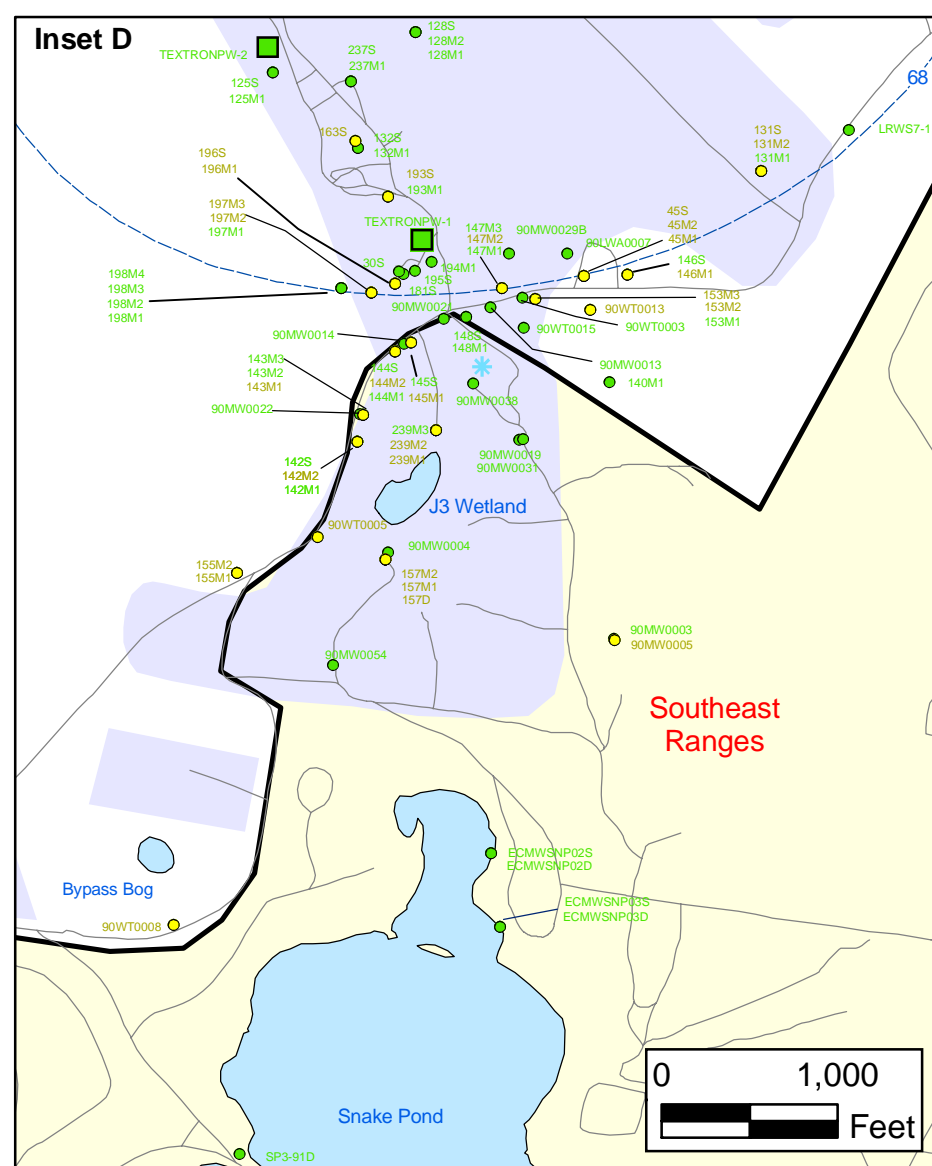 Inset D
128S
128M2
128M1
TEXTRONPW-2
237S
237M1
125S
125M1
68
LRWS7-1
163S
132S
132M1
131S
131M2
131M1
196S
196M1
193S
193M1
197M3
197M2
197M1
TEXTRONPW-1
147M3
147M2
147M1
90MW0029B
90LWA0007
45S
45M2
45M1
146S
146M1
198M4
198M3
198M2
198M1
30S
194M1
195S
181S
90MW0021
153M3
153M2
153M1
90WT0013
90WT0003
90WT0015
90MW0014
148S
148M1
90MW0013
143M3
143M2
143M1
144S
144M2
144M1
145S
145M1
140M1
90MW0038
90MW0022
239M3
239M2
239M1
90MW0019
90MW0031
142S
142M2
142M1
J3 Wetland
90WT0005
90MW0004
155M2
155M1
157M2
157M1
157D
90MW0003
90MW0005
90MW0054
Southeast
Ranges
ECMWSNP02S
ECMWSNP02D
Bypass Bog
ECMWSNP03S
ECMWSNP03D
90WT0008
0 1,000
Feet
Snake Pond
SP3-91D